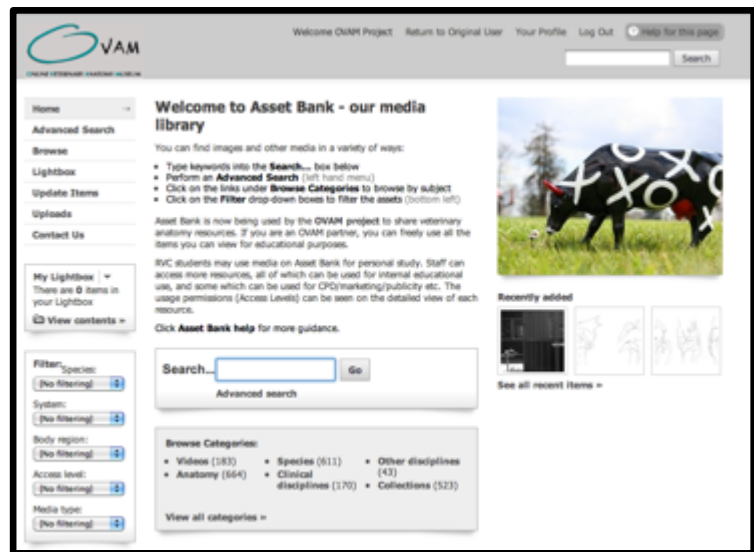 Welcome OVAM Project Return to Original User Your Profile Log Out Help for this page
OVAM
ONLINE VETERINARY ANATOMY MUSEUM
Search
Home
Advanced Search
Browse
Lightbox
Update Items
Uploads
Contact Us
My Lightbox
There are 0 items in
your Lightbox
View contents »
Filter:
Species:
(No filtering)
System:
(No filtering)
Body region:
(No filtering)
Access level:
(No filtering)
Media type:
(No filtering)
Welcome to Asset Bank - our media
library
You can find images and other media in a variety of ways:
• Type keywords into the Search... box below
• Perform an Advanced Search (left hand menu)
• Click on the links under Browse Categories to browse by subject
• Click on the Filter drop-down boxes to filter the assets (bottom left)
Asset Bank is now being used by the OVAM project to share veterinary
anatomy resources. If you are an OVAM partner, you can freely use all the
items you can view for educational purposes.
RVC students may use media on Asset Bank for personal study. Staff can
access more resources, all of which can be used for internal educational
use, and some which can be used for CPD/marketing/publicity etc. The
usage permissions (Access Levels) can be seen on the detailed view of each
resource.
Click Asset Bank help for more guidance.
Search...
Go
Advanced search
Browse Categories:
• Videos (183)
• Anatomy (664)
• Species (611)
• Clinical
disciplines (170)
• Other disciplines
(43)
• Collections (523)
View all categories »
Recently added
See all recent items »